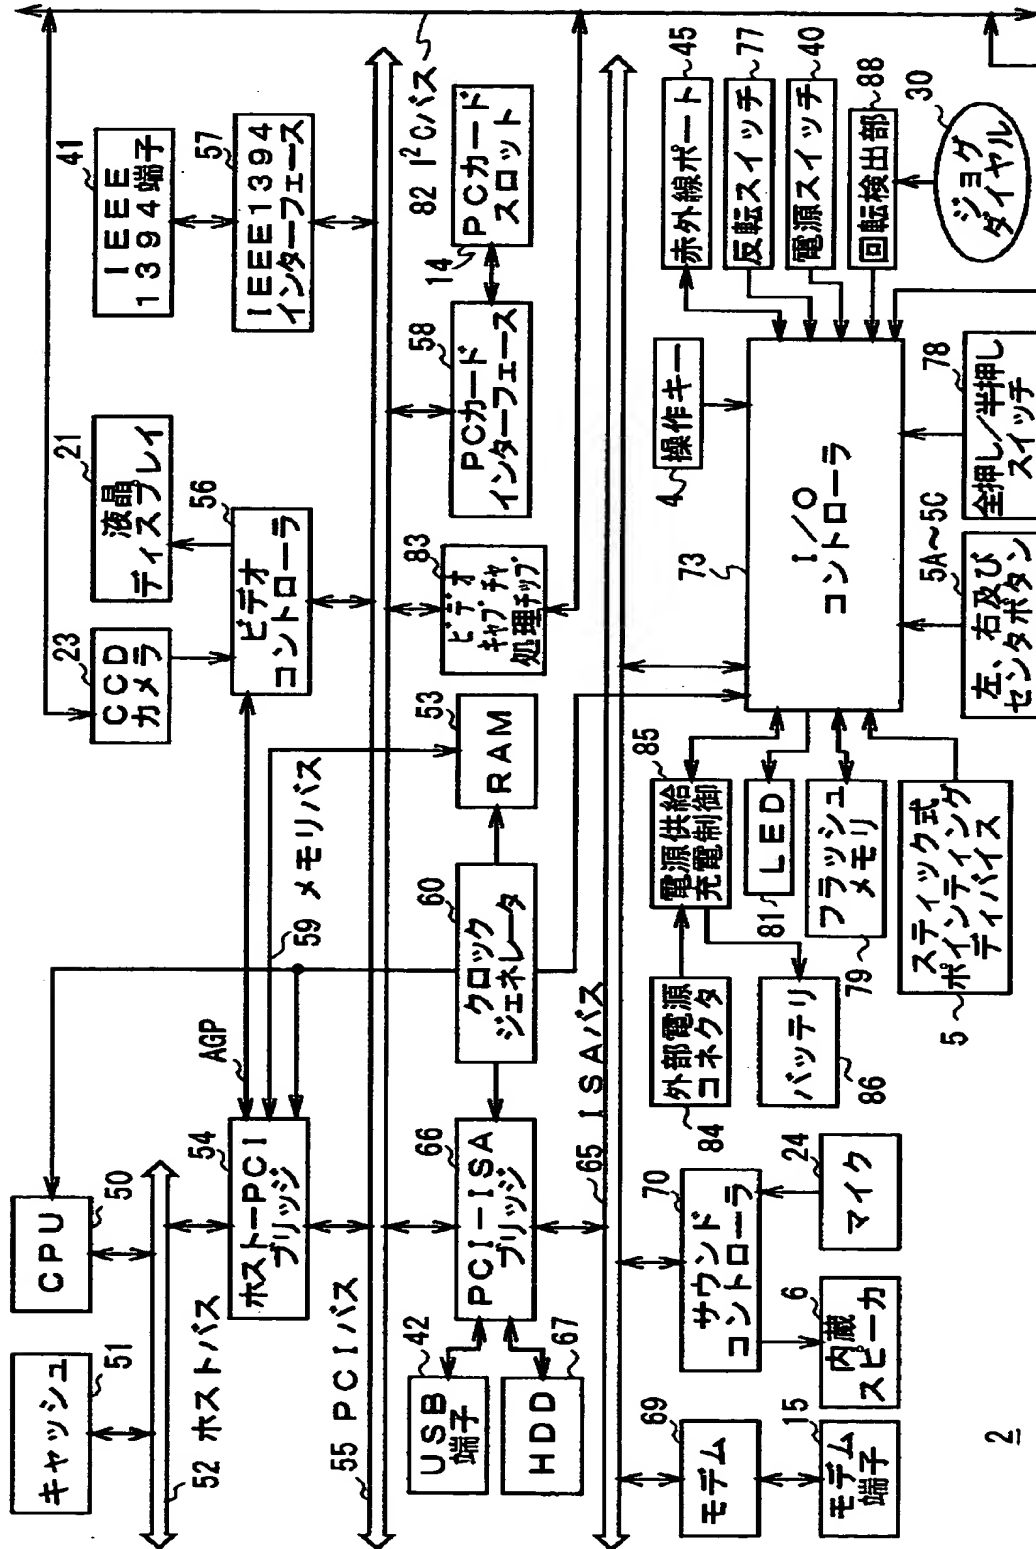 キャッシュ
51
CPU
50
52 ホストバス
ホスト−PCI
ブリッジ
54
AGP
59 メモリバス
CCD
カメラ
23
液晶
ディスプレイ
21
ビデオ
コントローラ
56
IEEE
1394端子
41
IEEE1394
インターフェース
57
82 I²Cバス
55 PCIバス
USB
端子
42
HDD
67
PCI−ISA
ブリッジ
66
クロック
ジェネレータ
60
RAM
53
ビデオ
キャプチャ
処理チップ
83
PCカード
インターフェース
58
PCカード
スロット
14
65 ISAバス
モデム
69
モデム
端子
15
サウンド
コントローラ
70
内蔵
スピーカ
6
マイク
24
外部電源
コネクタ
84
バッテリ
86
電源供給
充電制御
85
LED
81
フラッシュ
メモリ
79
スティック式
ポインティング
ディバイス
5
I/O
コントローラ
73
操作キー
4
左、右及び
センタボタン
5A～5C
全押し/半押し
スイッチ
78
赤外線ポート
45
反転スイッチ
77
電源スイッチ
40
回転検出部
88
ジョグ
ダイヤル
30
2